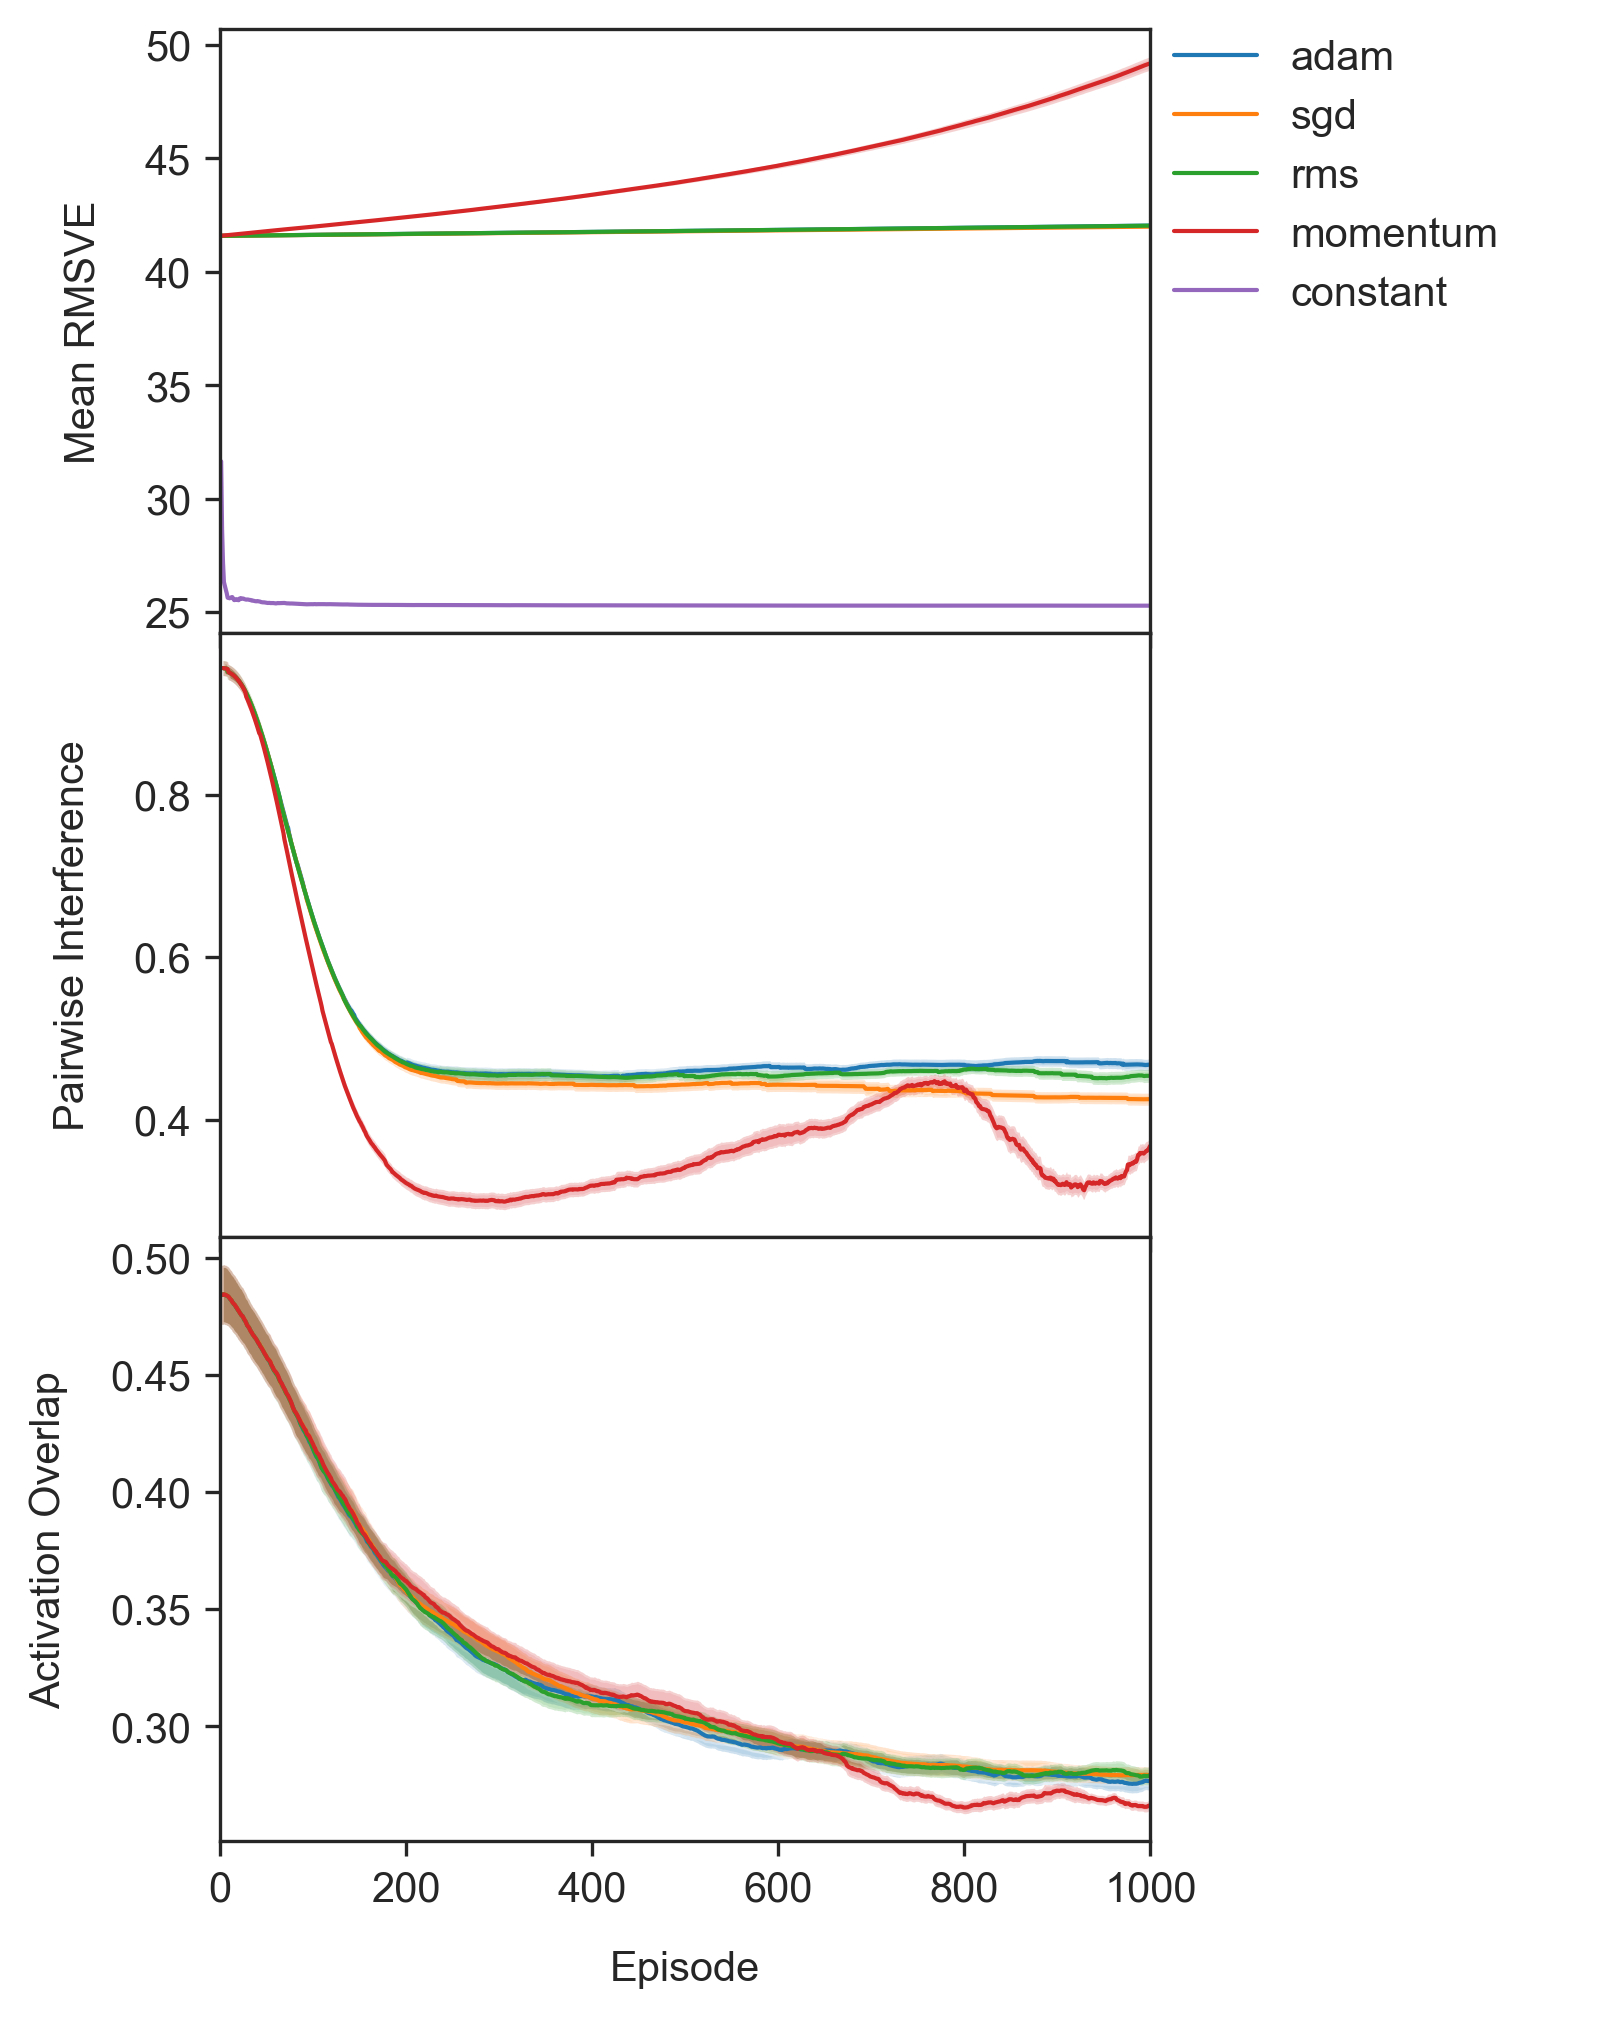 50
45
40
35
30
25
Mean RMSVE
adam
sgd
rms
momentum
constant
0.8
0.6
0.4
Pairwise Interference
0.50
0.45
0.40
0.35
0.30
Activation Overlap
0 200 400 600 800 1000
Episode